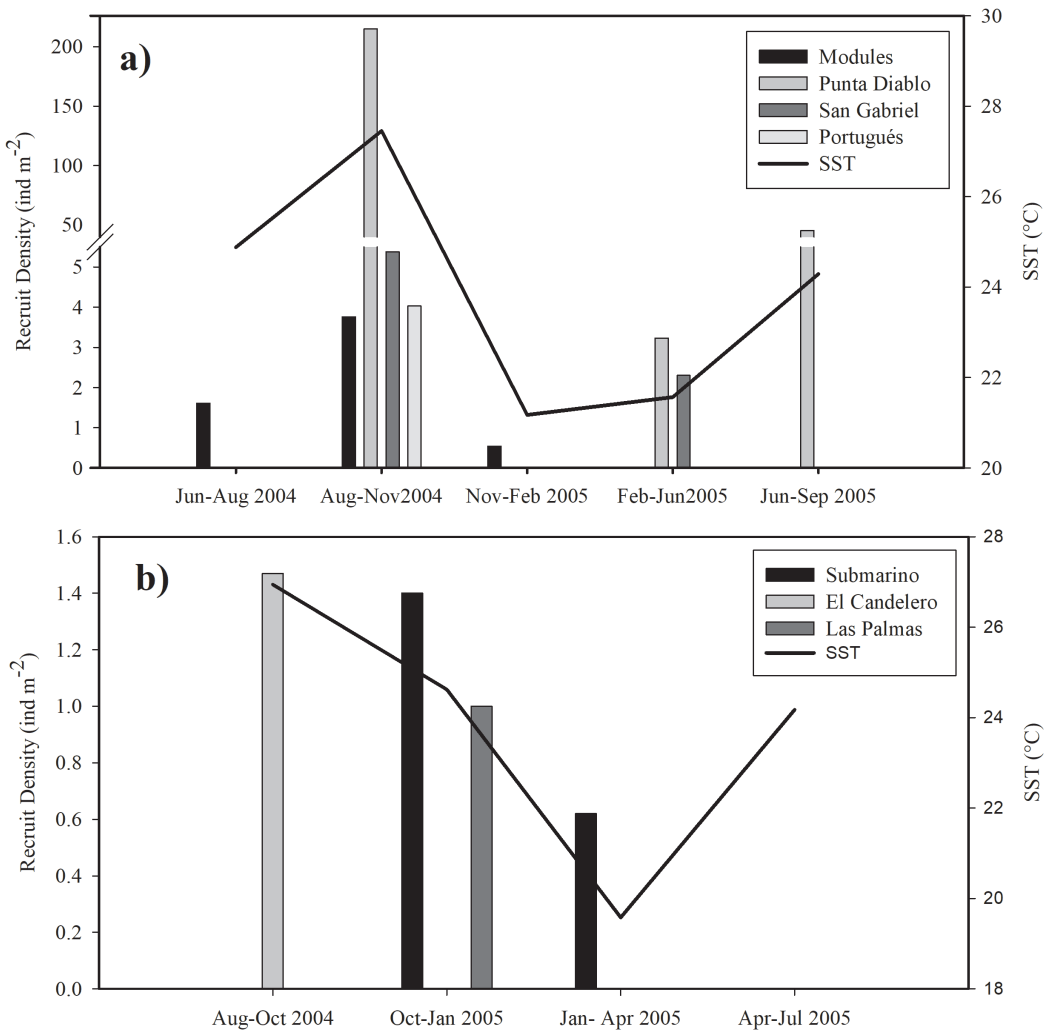 a)
Recruit Density (ind m-2)
200
150
100
50
5
4
3
2
1
0
Modules
Punta Diablo
San Gabriel
Portugués
SST
30
28
26
24
22
20
SST (°C)
Jun-Aug 2004 Aug-Nov2004 Nov-Feb 2005 Feb-Jun2005 Jun-Sep 2005
b)
Recruit Density (ind m-2)
1.6
1.4
1.2
1.0
0.8
0.6
0.4
0.2
0.0
Submarino
El Candelero
Las Palmas
SST
28
26
24
22
20
18
SST (°C)
Aug-Oct 2004 Oct-Jan 2005 Jan- Apr 2005 Apr-Jul 2005